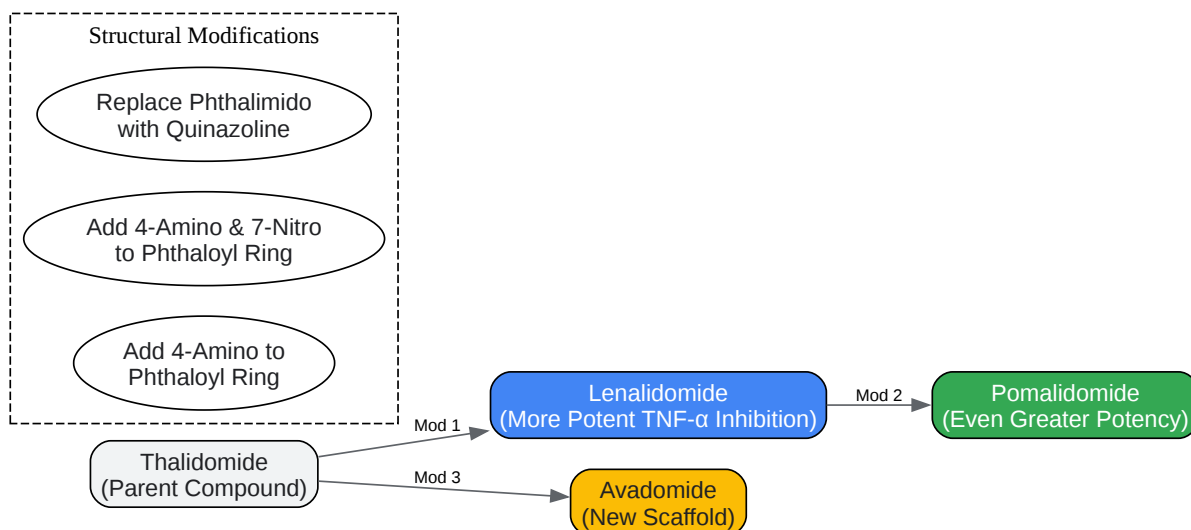 Structural Modifications
Replace Phthalimido
with Quinazoline
Add 4-Amino & 7-Nitro
to Phthaloyl Ring
Add 4-Amino to
Phthaloyl Ring
Lenalidomide
(More Potent TNF-α Inhibition)
Mod 2
Pomalidomide
(Even Greater Potency)
Mod 1
Thalidomide
(Parent Compound)
Mod 3
Avadomide
(New Scaffold)